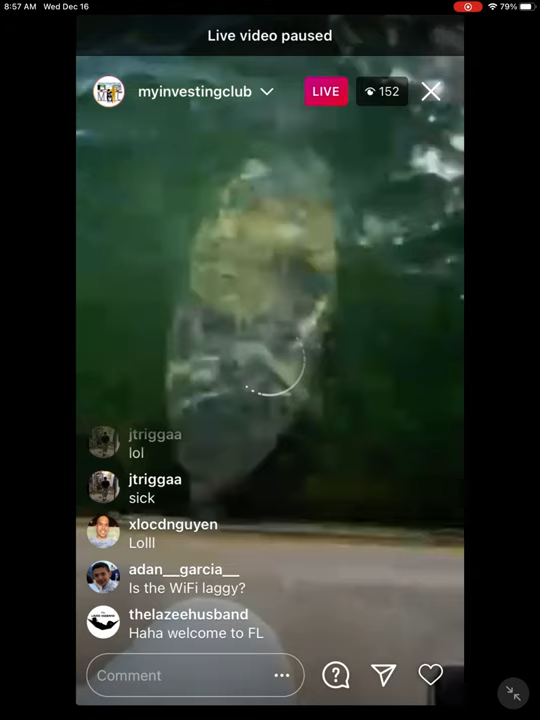 8:57 AM Wed Dec 16
79%
Live video paused
myinvestingclub
LIVE
152
jtriggaa
lol
jtriggaa
sick
xlocdnguyen
Lolll
adan__garcia__
Is the WiFi laggy?
thelazeehusband
Haha welcome to FL
Comment